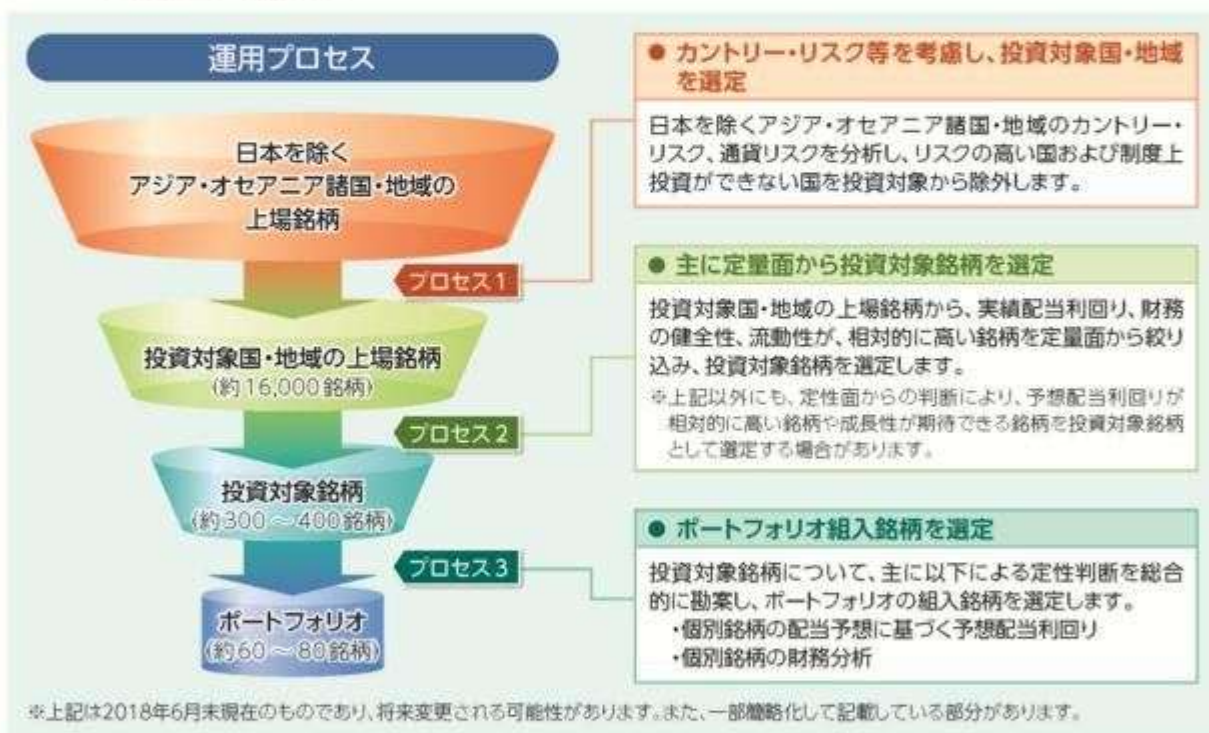 運用プロセス
日本を除く
アジア・オセアニア諸国・地域の
上場銘柄
プロセス1
投資対象国・地域の上場銘柄
(約16,000銘柄)
プロセス2
投資対象銘柄
(約300～400銘柄)
プロセス3
ポートフォリオ
(約60～80銘柄)
● カントリー・リスク等を考慮し、投資対象国・地域
を選定
日本を除くアジア・オセアニア諸国・地域のカントリー・
リスク、通貨リスクを分析し、リスクの高い国および制度上
投資ができない国を投資対象から除外します。
● 主に定量面から投資対象銘柄を選定
投資対象国・地域の上場銘柄から、実績配当利回り、財務
の健全性、流動性が、相対的に高い銘柄を定量面から絞り
込み、投資対象銘柄を選定します。
※上記以外にも、定性面からの判断により、予想配当利回りが
相対的に高い銘柄や成長性が期待できる銘柄を投資対象銘柄
として選定する場合があります。
● ポートフォリオ組入銘柄を選定
投資対象銘柄について、主に以下による定性判断を総合
的に勘案し、ポートフォリオの組入銘柄を選定します。
・個別銘柄の配当予想に基づく予想配当利回り
・個別銘柄の財務分析
※上記は2018年6月末現在のものであり、将来変更される可能性があります。また、一部簡略化して記載している部分があります。